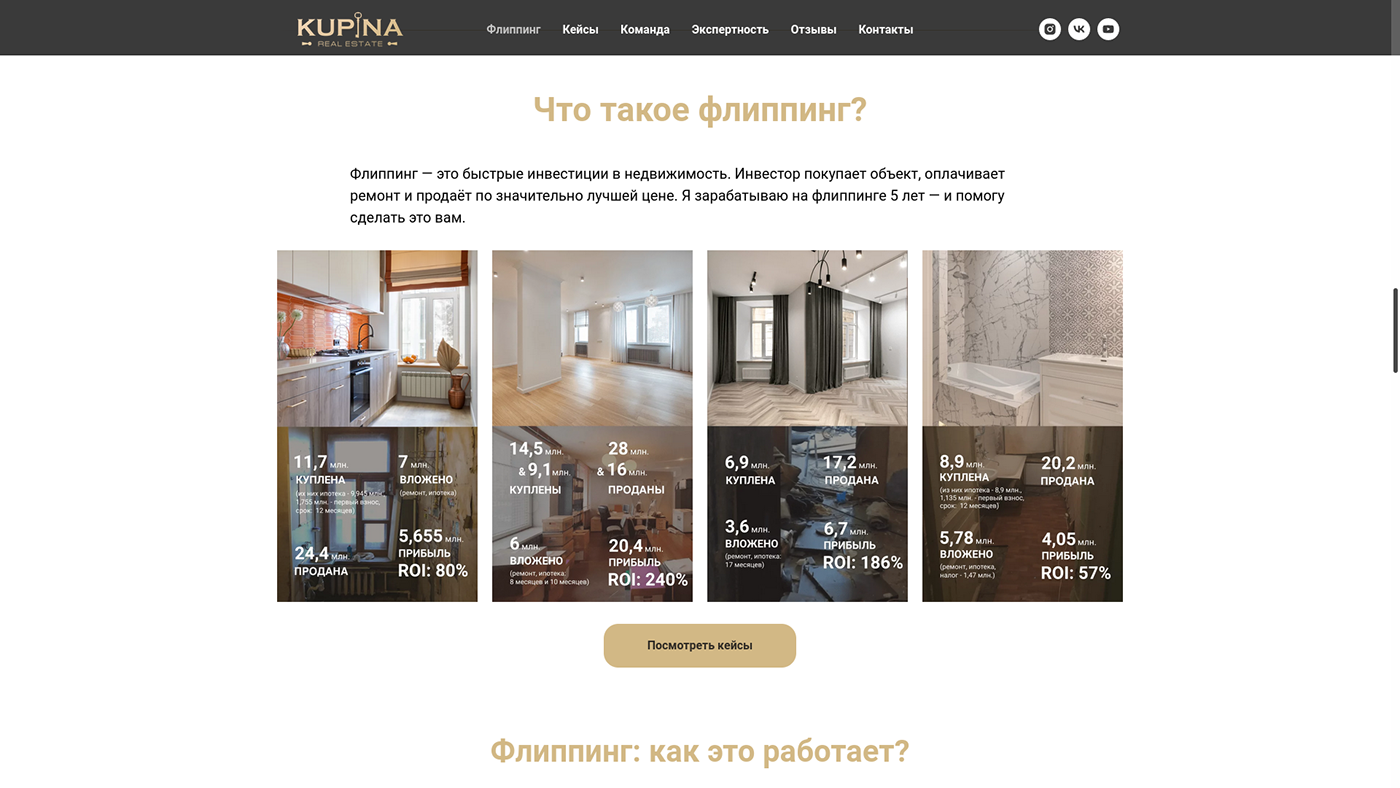 KUPINA
REAL ESTATE
Флиппинг Кейсы Команда Экспертность Отзывы Контакты
Что такое флиппинг?
Флиппинг — это быстрые инвестиции в недвижимость. Инвестор покупает объект, оплачивает
ремонт и продаёт по значительно лучшей цене. Я зарабатываю на флиппинге 5 лет — и помогу
сделать это вам.
11,7 млн.
КУПЛЕНА
(из них ипотека - 9,945 млн.,
1,755 млн. - первый взнос,
срок: 12 месяцев)
7 млн.
ВЛОЖЕНО
(ремонт, ипотека)
24,4 млн.
ПРОДАНА
5,655 млн.
ПРИБЫЛЬ
ROI: 80%
14,5 млн.
& 9,1 млн.
КУПЛЕНЫ
28 млн.
& 16 млн.
ПРОДАНЫ
6 млн.
ВЛОЖЕНО
(ремонт, ипотека:
8 месяцев и 10 месяцев)
20,4 млн.
ПРИБЫЛЬ
ROI: 240%
6,9 млн.
КУПЛЕНА
17,2 млн.
ПРОДАНА
3,6 млн.
ВЛОЖЕНО
(ремонт, ипотека:
17 месяцев)
6,7 млн.
ПРИБЫЛЬ
ROI: 186%
8,9 млн.
КУПЛЕНА
(из них ипотека - 8,9 млн.,
1,135 млн. - первый взнос,
срок: 12 месяцев)
20,2 млн.
ПРОДАНА
5,78 млн.
ВЛОЖЕНО
(ремонт, ипотека,
налог - 1,47 млн.)
4,05 млн.
ПРИБЫЛЬ
ROI: 57%
Посмотреть кейсы
Флиппинг: как это работает?